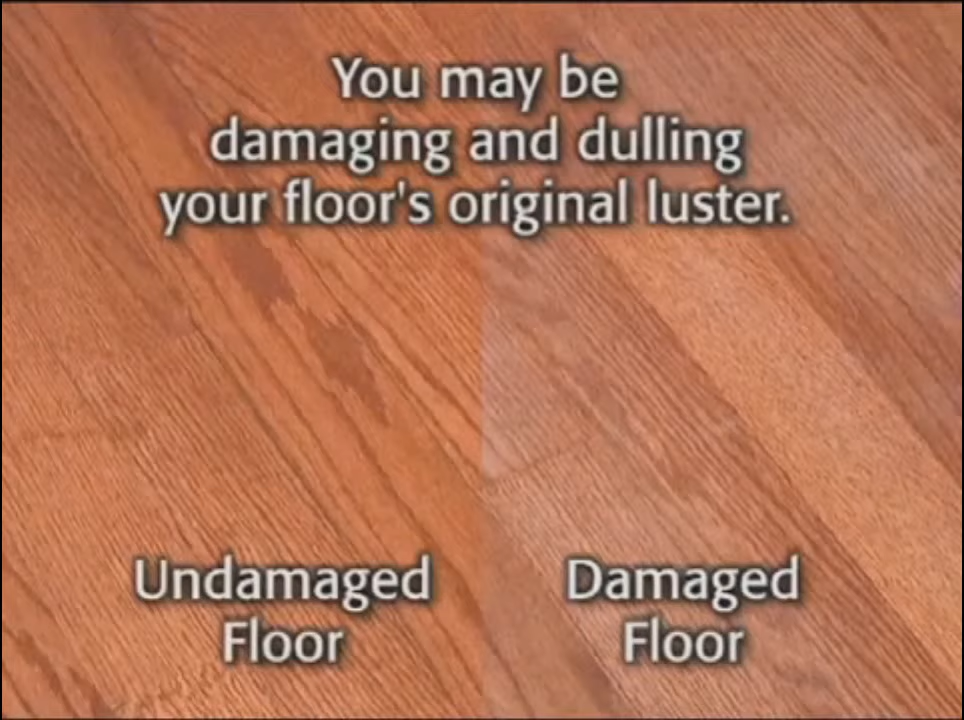 You may be
damaging and dulling
your floor's original luster.
Undamaged
Floor
Damaged
Floor